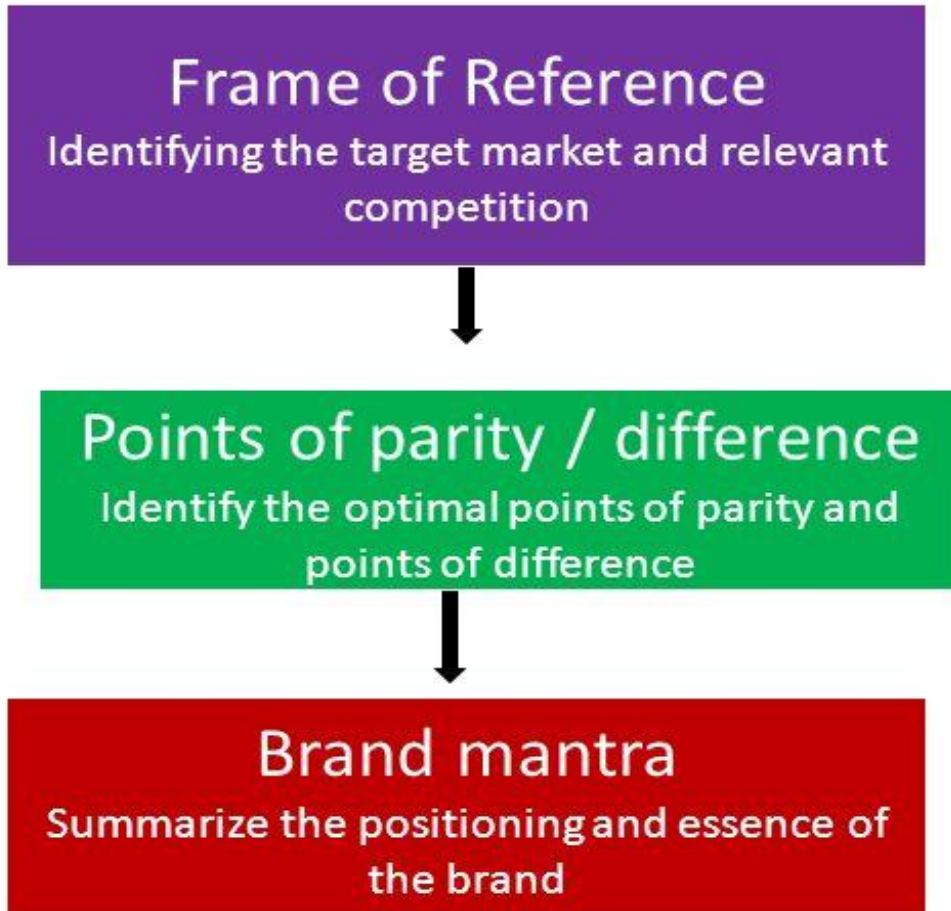 Frame of Reference
Identifying the target market and relevant
competition
Points of parity / difference
Identify the optimal points of parity and
points of difference
Brand mantra
Summarize the positioning and essence of
the brand